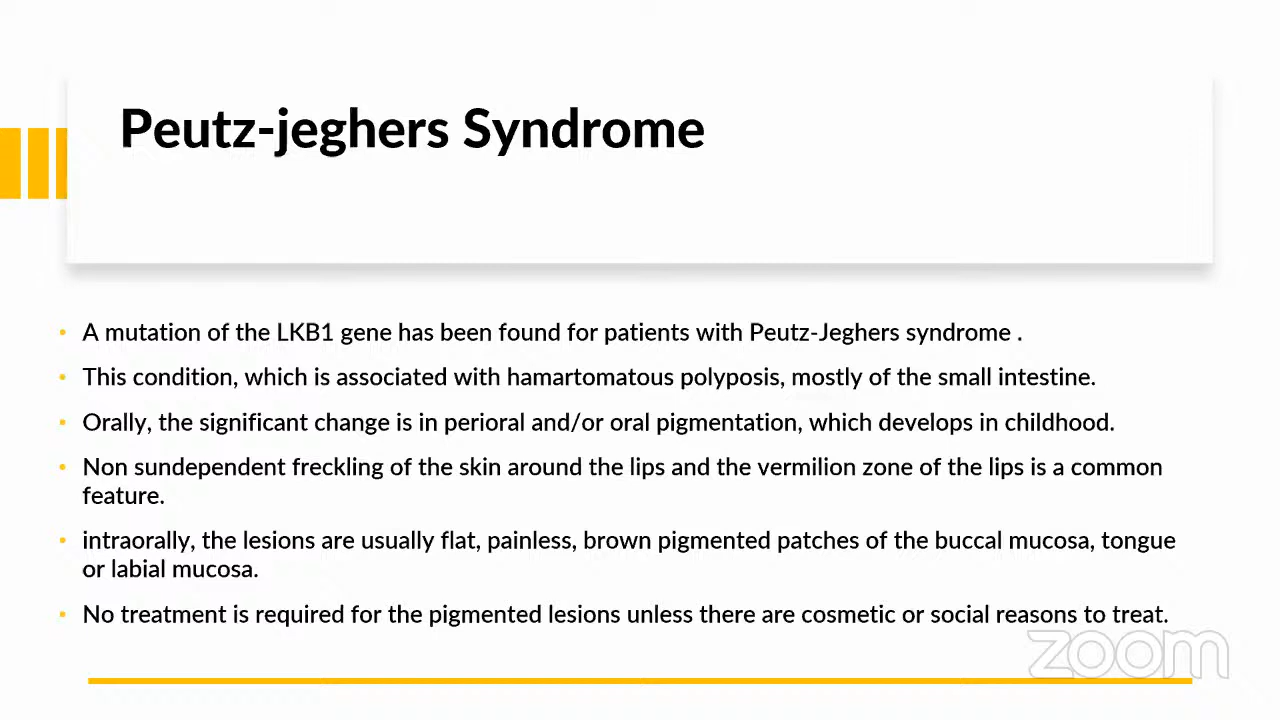 Peutz-jeghers Syndrome
• A mutation of the LKB1 gene has been found for patients with Peutz-Jeghers syndrome .
• This condition, which is associated with hamartomatous polyposis, mostly of the small intestine.
• Orally, the significant change is in perioral and/or oral pigmentation, which develops in childhood.
• Non sundependent freckling of the skin around the lips and the vermilion zone of the lips is a common
feature.
• intraorally, the lesions are usually flat, painless, brown pigmented patches of the buccal mucosa, tongue
or labial mucosa.
• No treatment is required for the pigmented lesions unless there are cosmetic or social reasons to treat.
zoom